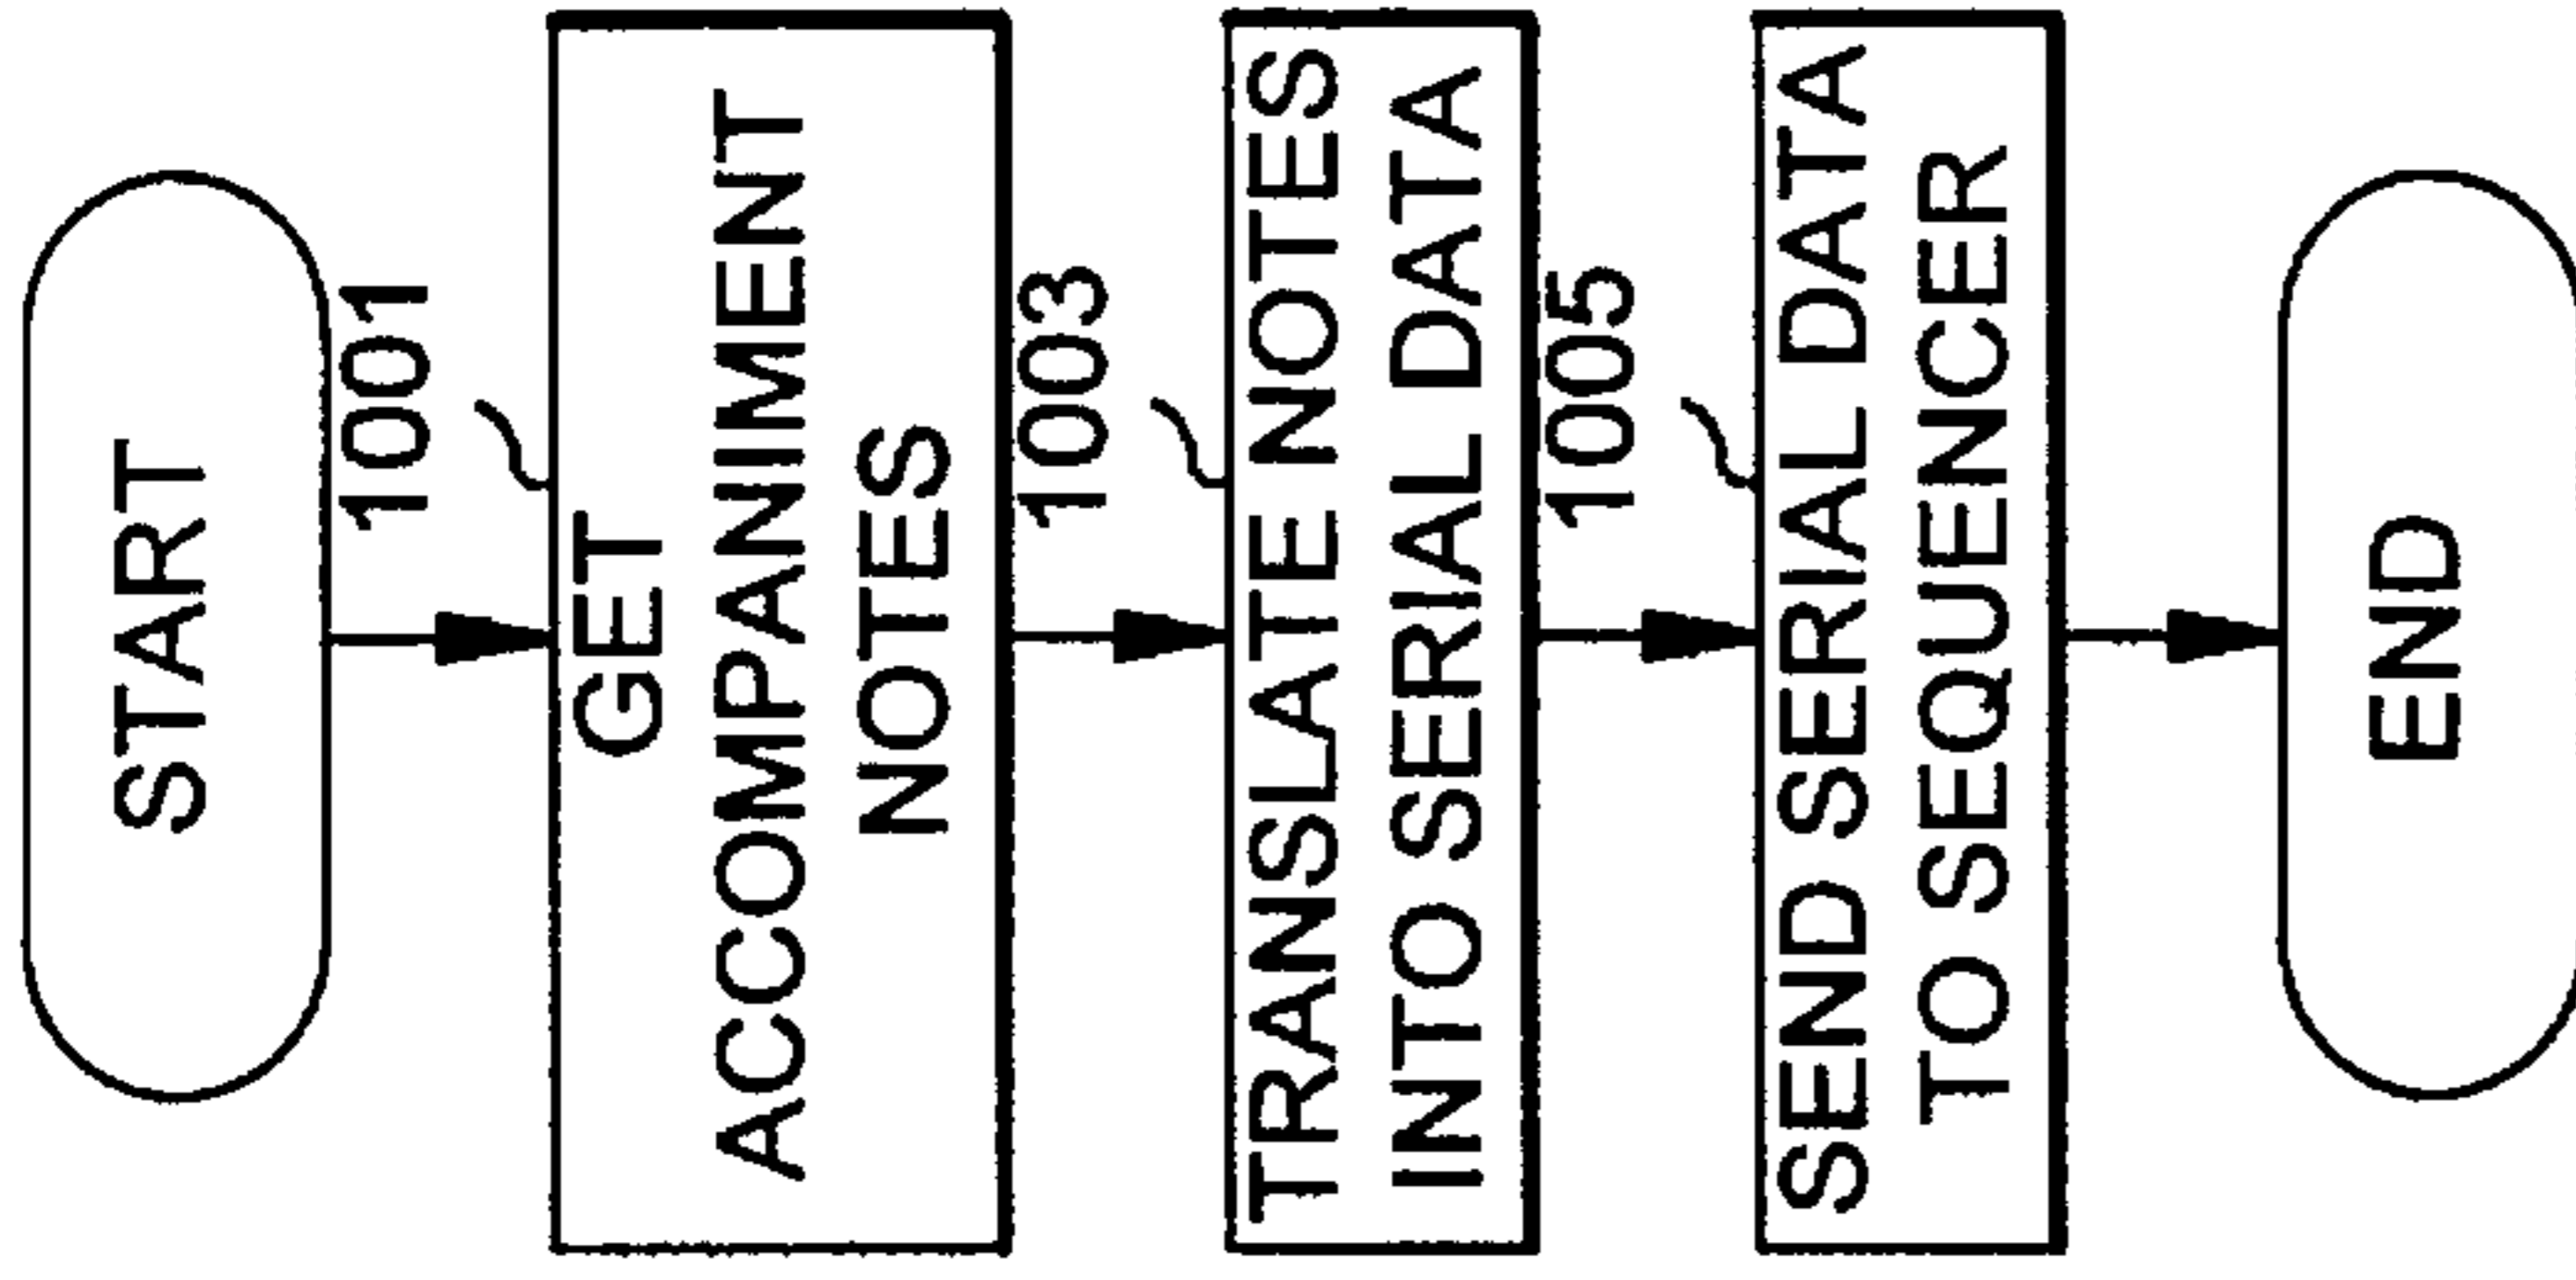 START
1001
GET
ACCOMPANIMENT
NOTES
1003
TRANSLATE NOTES
INTO SERIAL DATA
1005
SEND SERIAL DATA
TO SEQUENCER
END